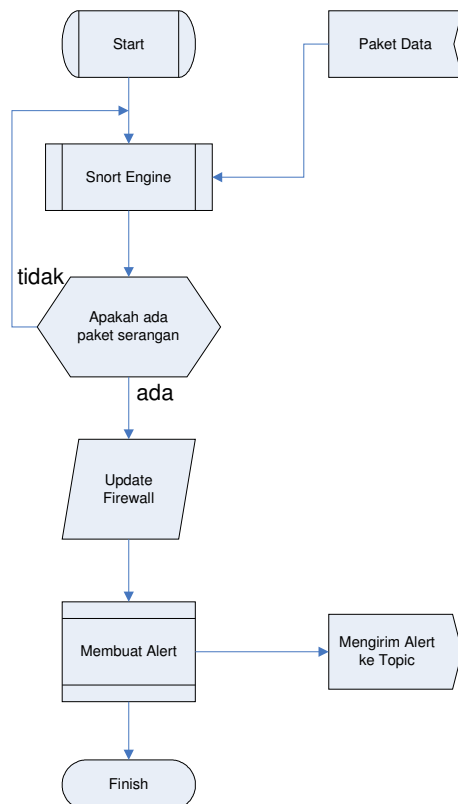 Start
Paket Data
Snort Engine
tidak
Apakah ada
paket serangan
ada
Update
Firewall
Membuat Alert
Mengirim Alert
ke Topic
Finish